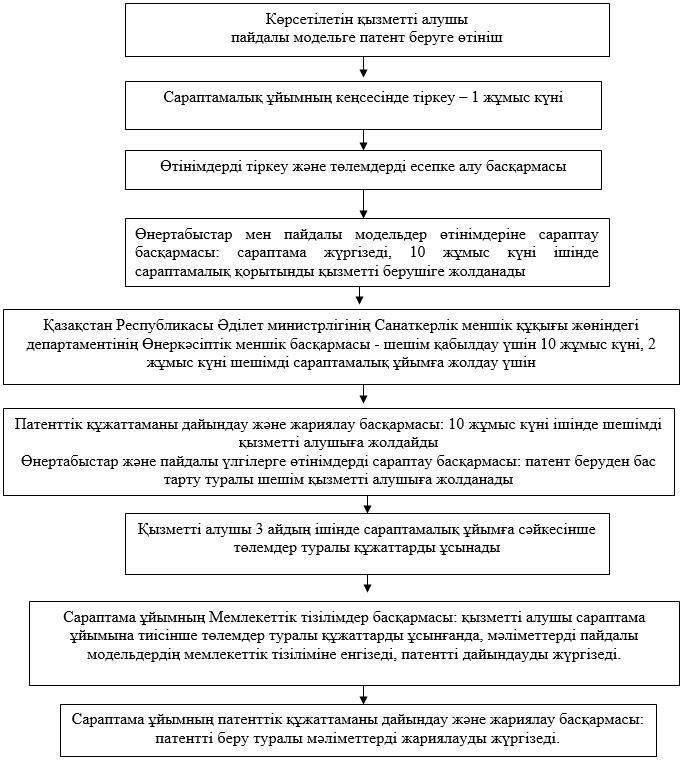 Көрсетілетін қызметті алушы
пайдалы модельге патент беруге өтініш
Сараптамалық ұйымның кеңсесінде тіркеу – 1 жұмыс күні
Өтінімдерді тіркеу және төлемдерді есепке алу басқармасы
Өнертабыстар мен пайдалы модельдер өтінімдеріне сараптау
басқармасы: сараптама жүргізеді, 10 жұмыс күні ішінде
сараптамалық қорытынды қызметті берушіге жолданады
Қазақстан Республикасы Әділет министрлігінің Санаткерлік меншік құқығы жөніндегі
департаментінің Өнеркәсіптік меншік басқармасы - шешім қабылдау үшін 10 жұмыс күні, 2
жұмыс күні шешімді сараптамалық ұйымға жолдау үшін
Патенттік құжаттаманы дайындау және жариялау басқармасы: 10 жұмыс күні ішінде шешімді
қызметті алушыға жолдайды
Өнертабыстар және пайдалы үлгілерге өтінімдерді сараптау басқармасы: патент беруден бас
тарту туралы шешім қызметті алушыға жолданады
Қызметті алушы 3 айдың ішінде сараптамалық ұйымға сәйкесінше
төлемдер туралы құжаттарды ұсынады
Сараптама ұйымның Мемлекеттік тізілімдер басқармасы: қызметті алушы сараптама
ұйымына тиісінше төлемдер туралы құжаттарды ұсынғанда, мәліметтерді пайдалы
модельдердің мемлекеттік тізіліміне енгізеді, патентті дайындауды жүргізеді.
Сараптама ұйымның патенттік құжаттаманы дайындау және жариялау басқармасы:
патентті беру туралы мәліметтерді жариялауды жүргізеді.